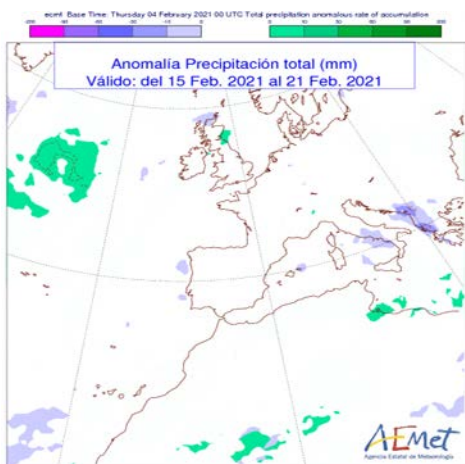 ecmf Base Time: Thursday 04 February 2021 00 UTC Total precipitation anomalous rate of accumulation
Anomalía Precipitación total (mm)
Válido: del 15 Feb. 2021 al 21 Feb. 2021
AEMet
Agencia Estatal de Meteorología